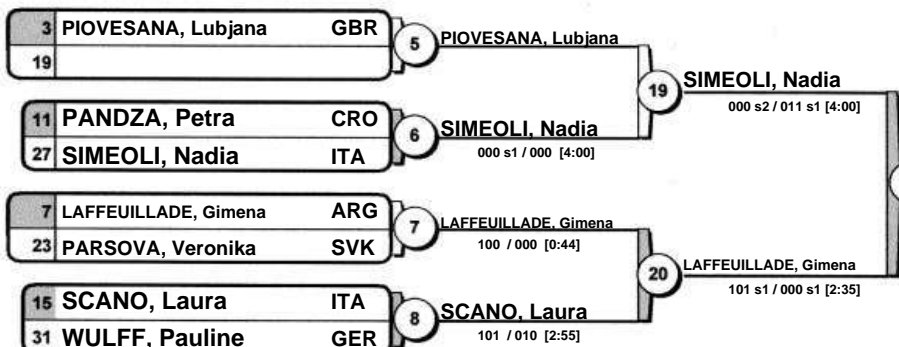 3 PIOVESANA, Lubjana GBR
19
5
PIOVESANA, Lubjana
11 PANDZA, Petra CRO
27 SIMEOLI, Nadia ITA
6
SIMEOLI, Nadia
000 s1 / 000 [4:00]
19
SIMEOLI, Nadia
000 s2 / 011 s1 [4:00]
7 LAFFEUILLADE, Gimena ARG
23 PARSOVA, Veronika SVK
7
LAFFEUILLADE, Gimena
100 / 000 [0:44]
15 SCANO, Laura ITA
31 WULFF, Pauline GER
8
SCANO, Laura
101 / 010 [2:55]
20
LAFFEUILLADE, Gimena
101 s1 / 000 s1 [2:35]